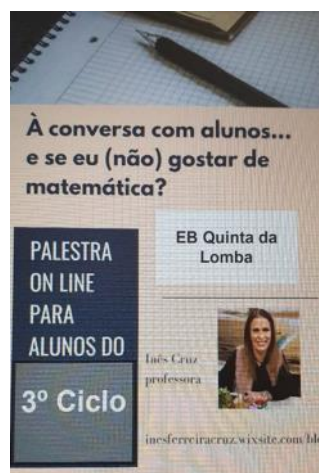 À conversa com alunos...
e se eu (não) gostar de
matemática?
EB Quinta da
Lomba
PALESTRA
ON LINE
PARA
ALUNOS DO
3º Ciclo
Inês Cruz
professora
inesferreiracruz.wixsite.com/blo